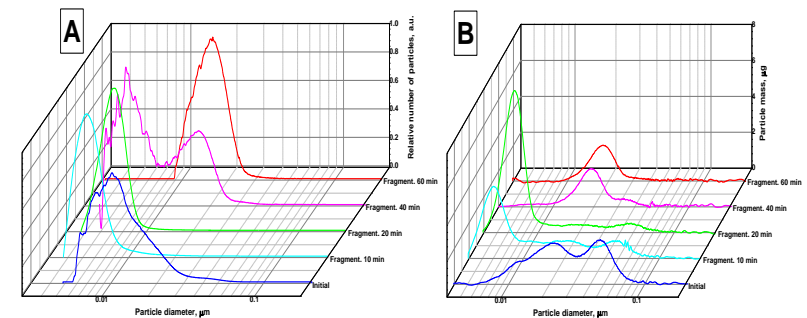 A
1.0
0.8
0.6
0.4
0.2
0.0
Relative number of particles, a.u.
Fragment. 60 min
Fragment. 40 min
Fragment. 20 min
Fragment. 10 min
Initial
0.01
0.1
Particle diameter, μm
B
8
6
4
2
0
Particle mass, μg
Fragment. 60 min
Fragment. 40 min
Fragment. 20 min
Fragment. 10 min
Initial
0.01
0.1
Particle diameter, μm